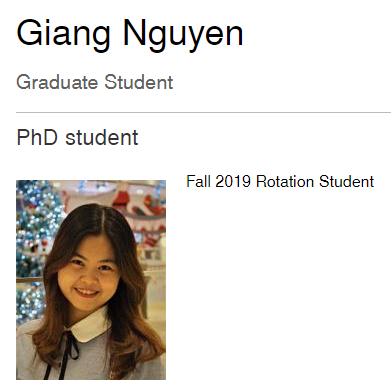 Giang Nguyen
Graduate Student
PhD student
Fall 2019 Rotation Student